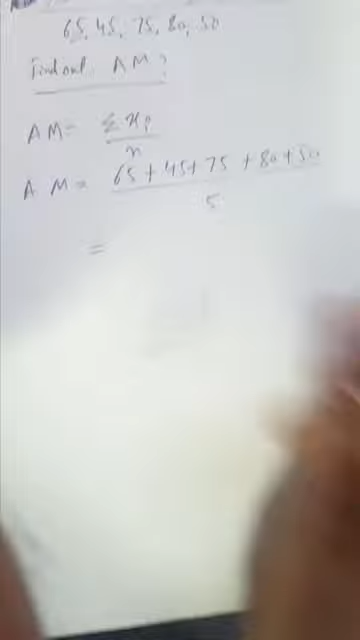 65, 45, 75, 80, 50
Find out AM?
AM = Σxi
n
AM = 65 + 45 + 75 + 80 + 50
5
=